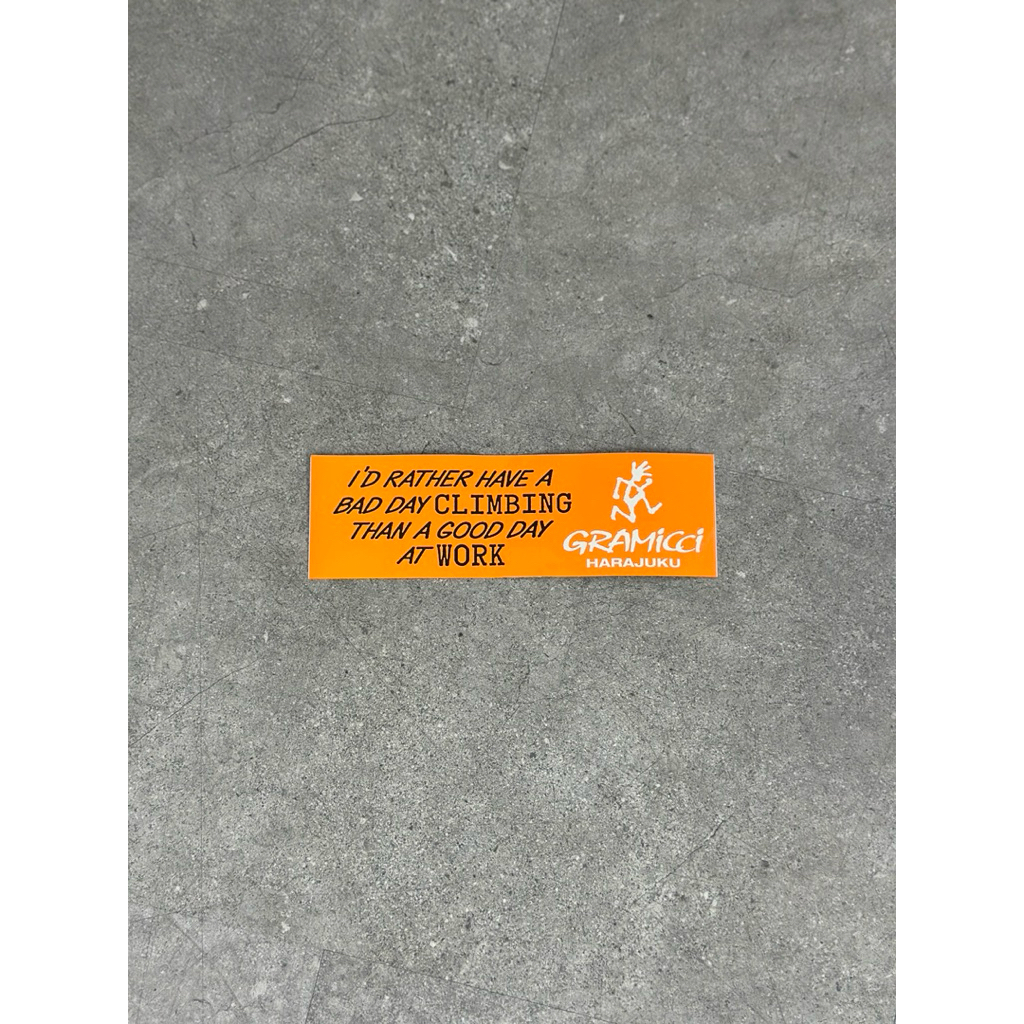 I'D RATHER HAVE A
BAD DAY CLIMBING
THAN A GOOD DAY
AT WORK
GRAMiCCi
HARAJUKU